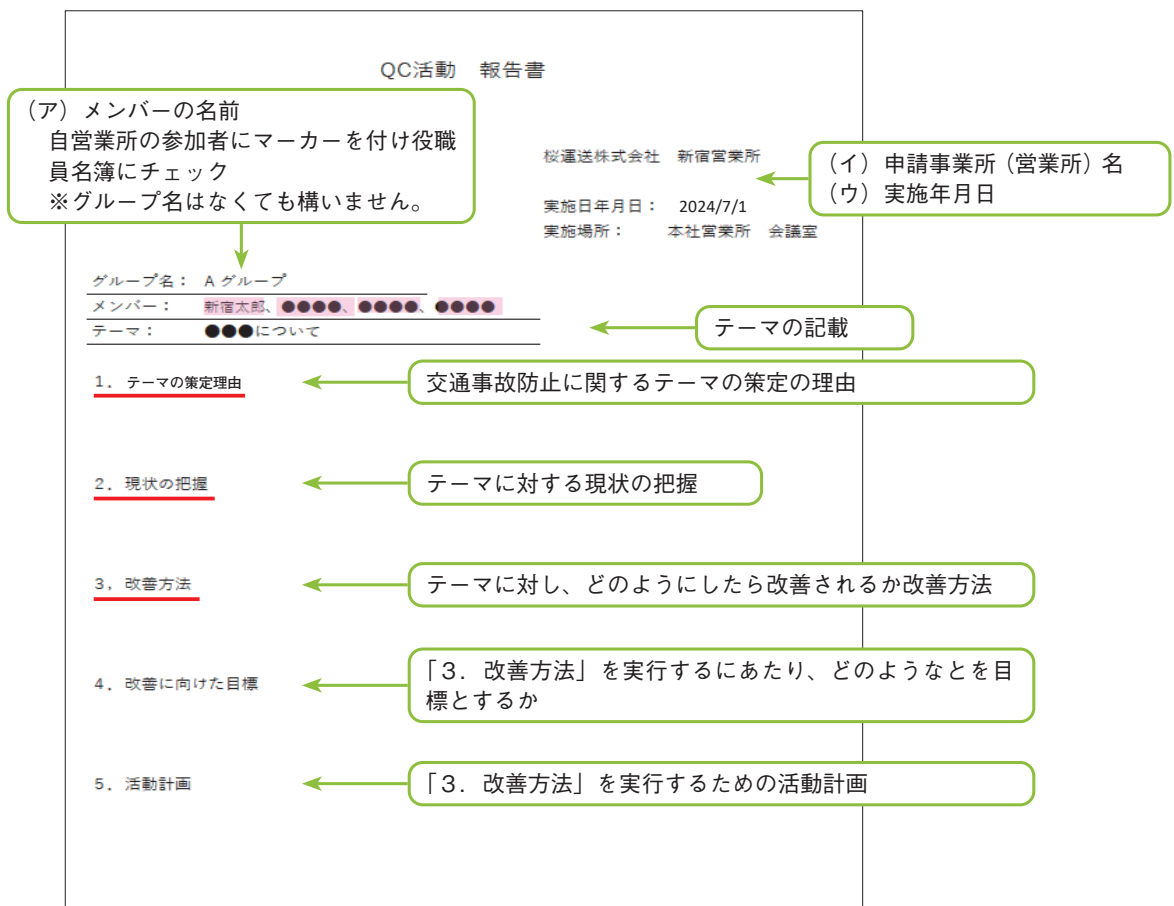 QC活動　報告書
（ア）メンバーの名前
自営業所の参加者にマーカーを付け役職
員名簿にチェック
※グループ名はなくても構いません。
桜運送株式会社　新宿営業所
（イ）申請事業所（営業所）名
（ウ）実施年月日
実施日年月日：　2024/7/1
実施場所：　本社営業所　会議室
グループ名：　A グループ
メンバー：　新宿太郎、●●●●、●●●●、●●●●
テーマ：　●●●について
テーマの記載
1．テーマの策定理由
交通事故防止に関するテーマの策定の理由
2．現状の把握
テーマに対する現状の把握
3．改善方法
テーマに対し、どのようにしたら改善されるか改善方法
4．改善に向けた目標
「3．改善方法」を実行するにあたり、どのようなとを目
標とするか
5．活動計画
「3．改善方法」を実行するための活動計画